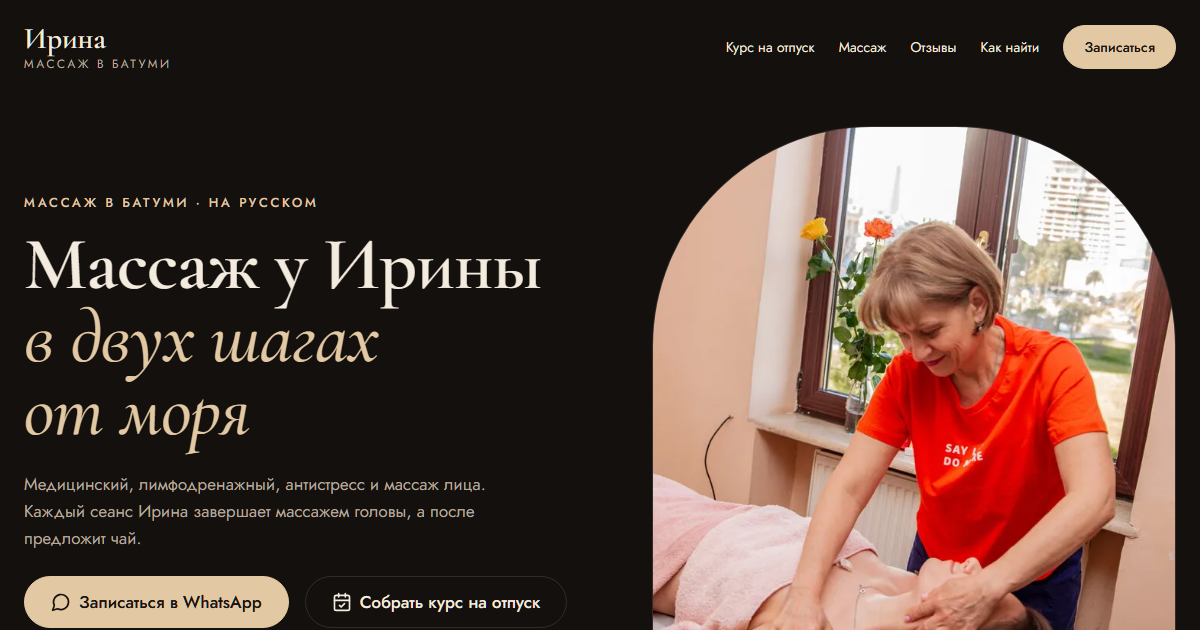 Ирина
МАССАЖ В БАТУМИ
Курс на отпуск
Массаж
Отзывы
Как найти
Записаться
МАССАЖ В БАТУМИ · НА РУССКОМ
Массаж у Ирины
в двух шагах
от моря
Медицинский, лимфодренажный, антистресс и массаж лица.
Каждый сеанс Ирина завершает массажем головы, а после
предложит чай.
Записаться в WhatsApp
Собрать курс на отпуск
SAY
DO